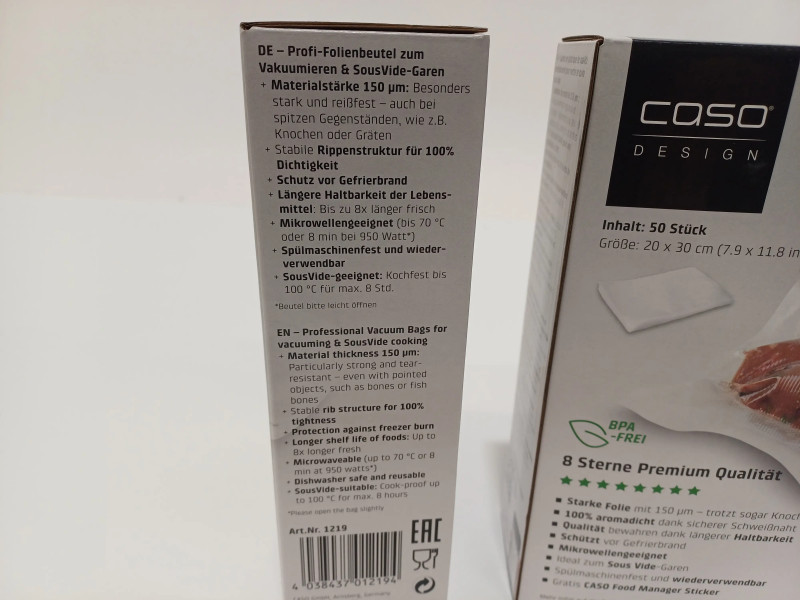 DE – Profi-Folienbeutel zum
Vakuumieren & SousVide-Garen
+ Materialstärke 150 µm: Besonders
stark und reißfest – auch bei
spitzen Gegenständen, wie z.B.
Knochen oder Gräten
+ Stabile Rippenstruktur für 100%
Dichtigkeit
+ Schutz vor Gefrierbrand
+ Längere Haltbarkeit der Lebens-
mittel: Bis zu 8x länger frisch
+ Mikrowellengeeignet (bis 70 °C
oder 8 min bei 950 Watt*)
+ Spülmaschinenfest und wieder-
verwendbar
+ SousVide-geeignet: Kochfest bis
100 °C für max. 8 Std.
*Beutel bitte leicht öffnen
EN – Professional Vacuum Bags for
vacuuming & SousVide cooking
+ Material thickness 150 µm:
Particularly strong and tear-
resistant – even with pointed
objects, such as bones or fish
bones
+ Stable rib structure for 100%
tightness
+ Protection against freezer burn
+ Longer shelf life of foods: Up to
8x longer fresh
+ Microwaveable (up to 70 °C or 8
min at 950 watts*)
+ Dishwasher safe and reusable
+ SousVide-suitable: Cook-proof up
to 100 °C for max. 8 hours
*Please open the bag slightly
Art.Nr. 1219
EAC
4 038437 012194
caso
DESIGN
Inhalt: 50 Stück
Größe: 20 x 30 cm (7.9 x 11.8 in
BPA
-FREI
8 Sterne Premium Qualität
Starke Folie mit 150 µm – trotzt sogar Knoch
100% aromadicht dank sicherer Schweißnaht
Qualität bewahren dank längerer Haltbarkeit
Schützt vor Gefrierbrand
Mikrowellengeeignet
Ideal zum Sous Vide-Garen
Spülmaschinenfest und wiederverwendbar
Gratis CASO Food Manager Sticker